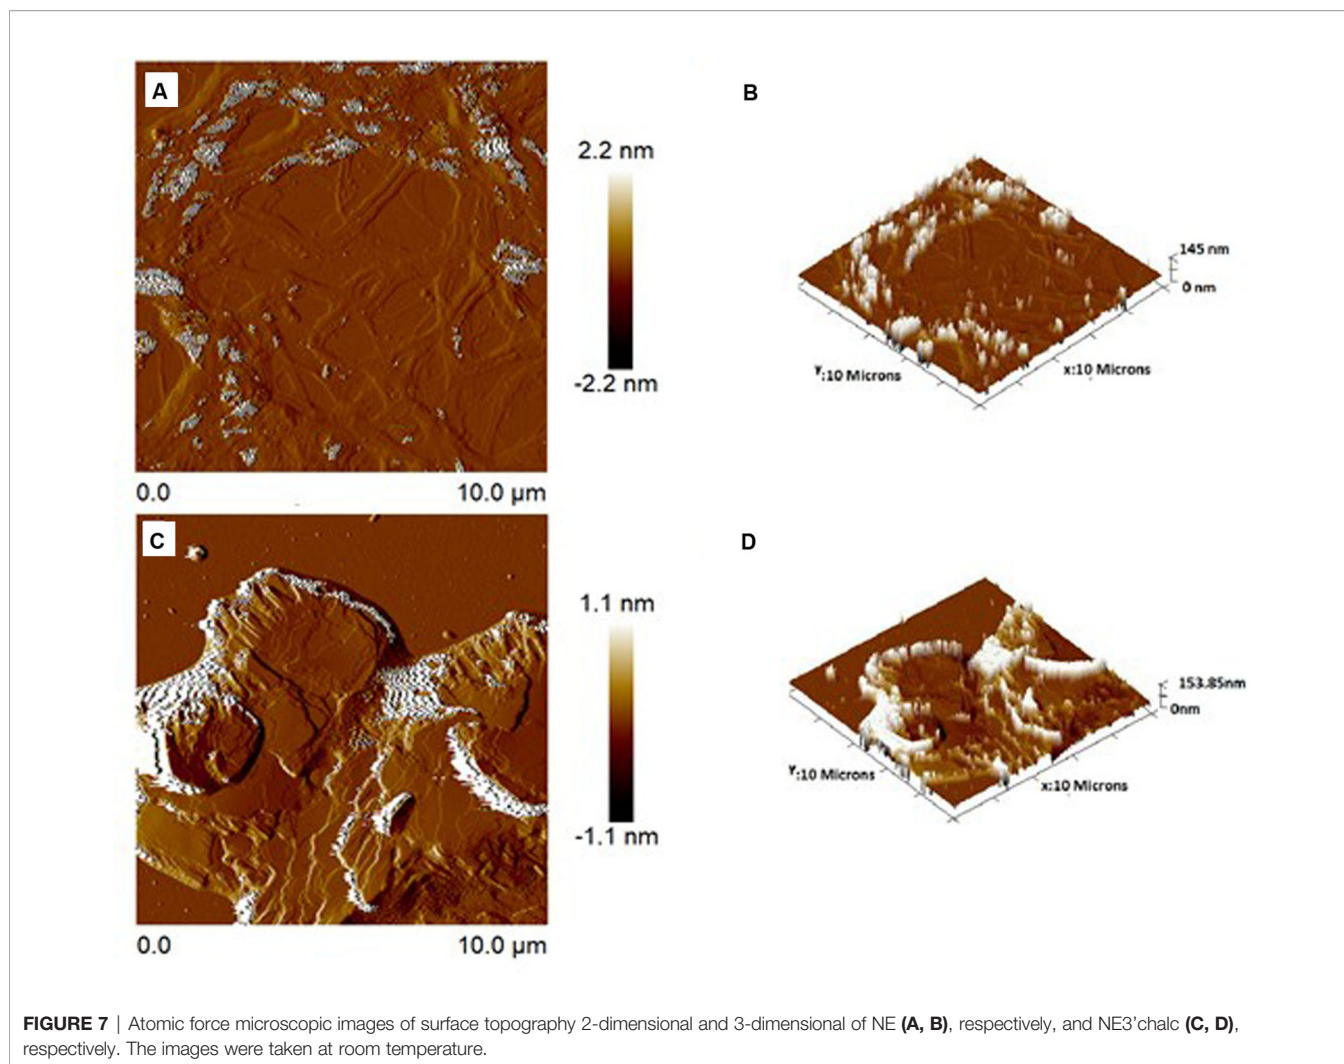 A
2.2 nm
-2.2 nm
0.0
10.0 µm
B
145 nm
0 nm
Y:10 Microns
x:10 Microns
C
1.1 nm
-1.1 nm
0.0
10.0 µm
D
153.85nm
0nm
Y:10 Microns
x:10 Microns
FIGURE 7 | Atomic force microscopic images of surface topography 2-dimensional and 3-dimensional of NE (A, B), respectively, and NE3’chalc (C, D),
respectively. The images were taken at room temperature.